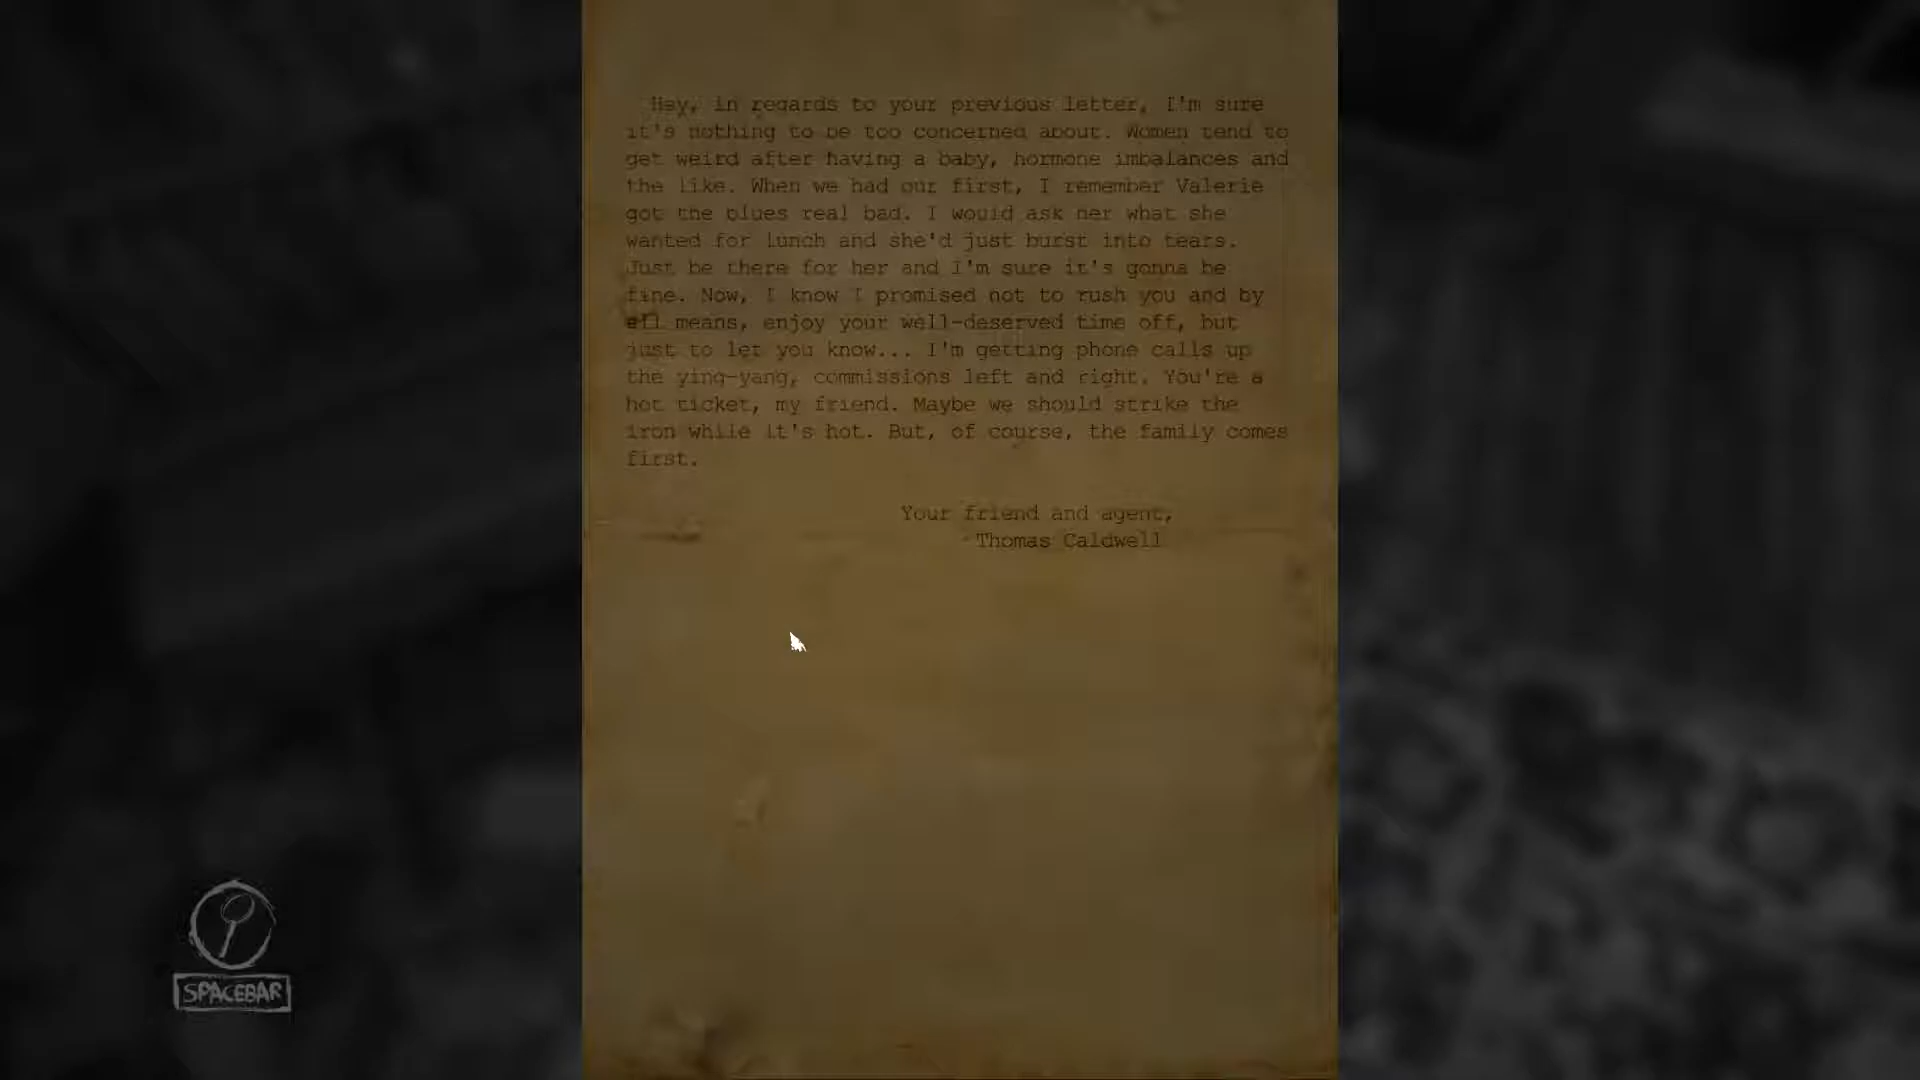 Hey, in regards to your previous letter, I'm sure
it's nothing to be too concerned about. Women tend to
get weird after having a baby, hormone imbalances and
the like. When we had our first, I remember Valerie
got the blues real bad. I would ask her what she
wanted for lunch and she'd just burst into tears.
Just be there for her and I'm sure it's gonna be
fine. Now, I know I promised not to rush you and by
all means, enjoy your well-deserved time off, but
just to let you know... I'm getting phone calls up
the ying-yang, commissions left and right. You're a
hot ticket, my friend. Maybe we should strike the
iron while it's hot. But, of course, the family comes
first.
Your friend and agent,
-Thomas Caldwell
SPACEBAR